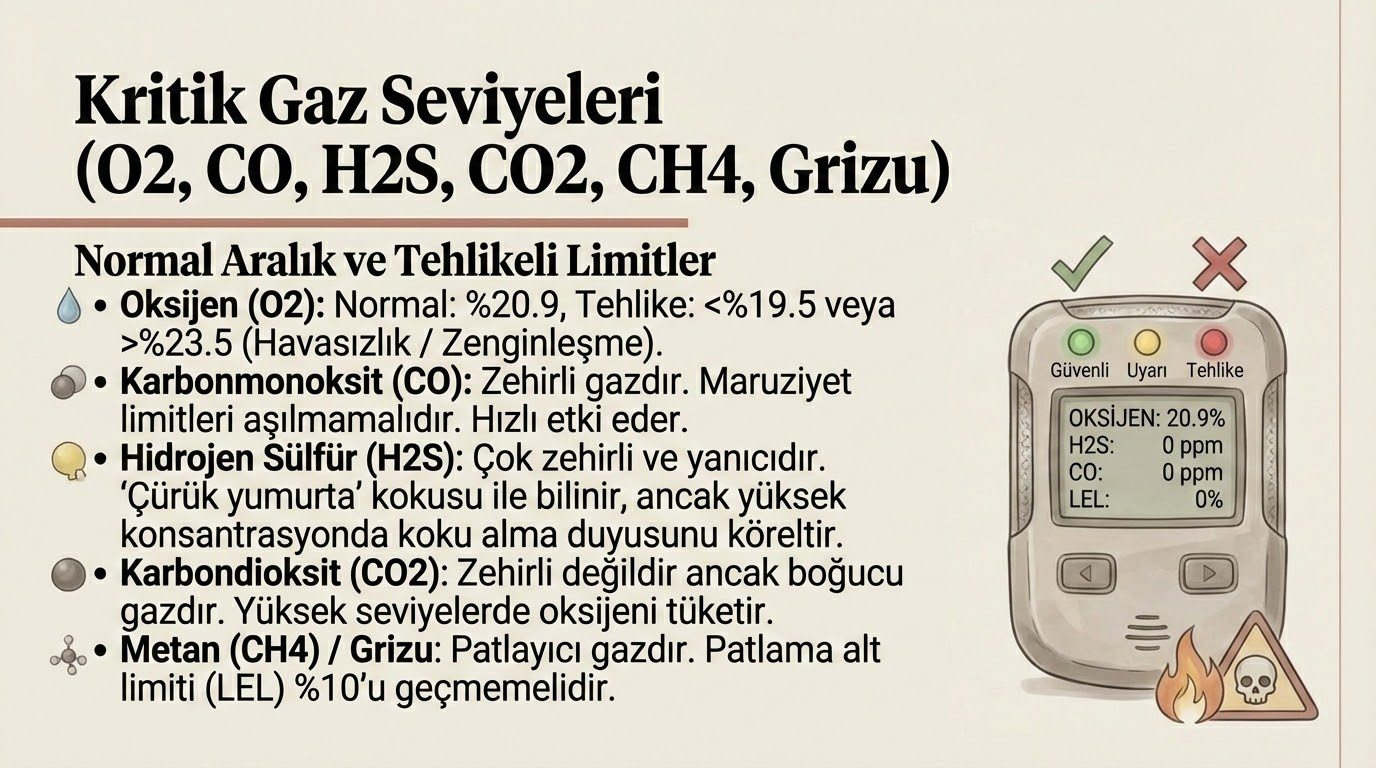 Kritik Gaz Seviyeleri
(O2, CO, H2S, CO2, CH4, Grizu)
Normal Aralık ve Tehlikeli Limitler
• Oksijen (O2): Normal: %20.9, Tehlike: <%19.5 veya
>%23.5 (Havasızlık / Zenginleşme).
• Karbonmonoksit (CO): Zehirli gazdır. Maruziyet
limitleri aşılmamalıdır. Hızlı etki eder.
• Hidrojen Sülfür (H2S): Çok zehirli ve yanıcıdır.
‘Çürük yumurta’ kokusu ile bilinir, ancak yüksek
konsantrasyonda koku alma duyusunu köreltir.
• Karbondioksit (CO2): Zehirli değildir ancak boğucu
gazdır. Yüksek seviyelerde oksijeni tüketir.
• Metan (CH4) / Grizu: Patlayıcı gazdır. Patlama alt
limiti (LEL) %10’u geçmemelidir.
Güvenli Uyarı Tehlike
OKSİJEN: 20.9%
H2S: 0 ppm
CO: 0 ppm
LEL: 0%